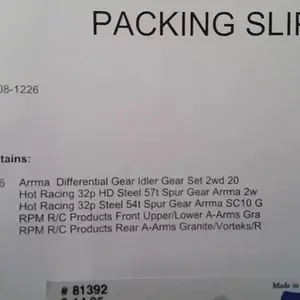 PACKING SLIP
08-1226
tains:
6 Arrma Differential Gear Idler Gear Set 2wd 20
Hot Racing 32p HD Steel 57t Spur Gear Arrma 2w
Hot Racing 32p Steel 54t Spur Gear Arrma SC10 G
RPM R/C Products Front Upper/Lower A-Arms Gra
RPM R/C Products Rear A-Arms Granite/Vorteks/R
# 81392
Made in